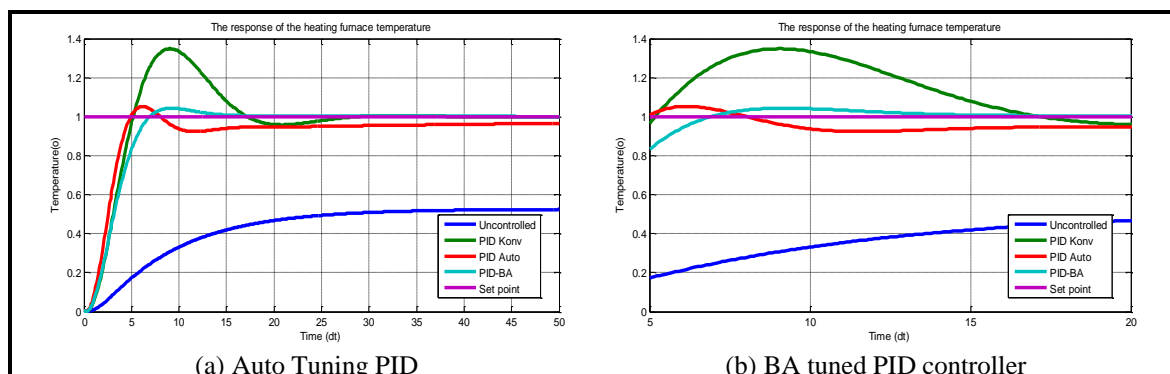 The response of the heating furnace temperature
1.4
1.2
1
0.8
0.6
0.4
0.2
0
Temperature(o)
0 5 10 15 20 25 30 35 40 45 50
Time (dt)
Uncontrolled
PID Konv
PID Auto
PID-BA
Set point
(a) Auto Tuning PID
The response of the heating furnace temperature
1.4
1.2
1
0.8
0.6
0.4
0.2
0
Temperature(o)
5 10 15 20
Time (dt)
Uncontrolled
PID Konv
PID Auto
PID-BA
Set point
(b) BA tuned PID controller